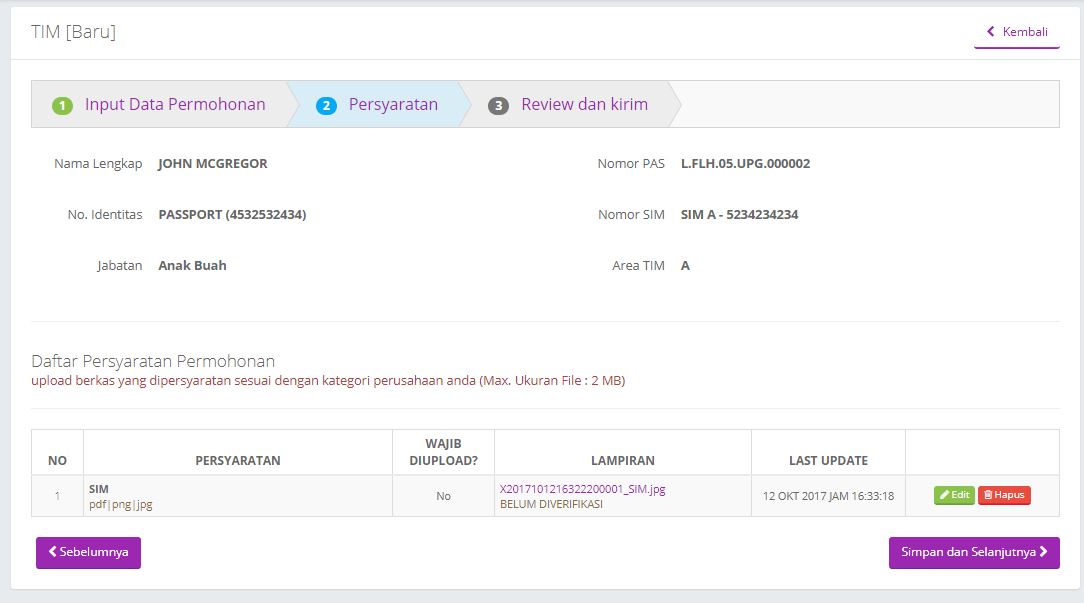 TIM [Baru]
Kembali
1 Input Data Permohonan
2 Persyaratan
3 Review dan kirim
Nama Lengkap JOHN MCGREGOR
Nomor PAS L.FLH.05.UPG.000002
No. Identitas PASSPORT (4532532434)
Nomor SIM SIM A - 5234234234
Jabatan Anak Buah
Area TIM A
Daftar Persyaratan Permohonan
upload berkas yang dipersyaratan sesuai dengan kategori perusahaan anda (Max. Ukuran File : 2 MB)
NO
PERSYARATAN
WAJIB
DIUPLOAD?
LAMPIRAN
LAST UPDATE
1
SIM
pdf|png|jpg
No
X2017101216322200001_SIM.jpg
BELUM DIVERIFIKASI
12 OKT 2017 JAM 16:33:18
Edit
Hapus
Sebelumnya
Simpan dan Selanjutnya